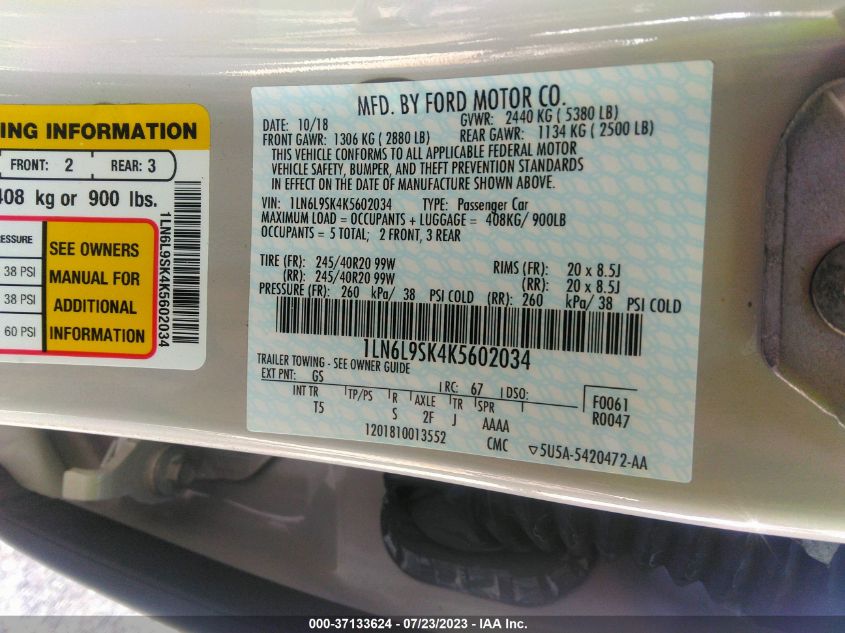 ING INFORMATION
FRONT: 2 REAR: 3
408 kg or 900 lbs.
ESSURE
38 PSI
38 PSI
60 PSI
SEE OWNERS
MANUAL FOR
ADDITIONAL
INFORMATION
1LN6L9SK4K5602034
MFD. BY FORD MOTOR CO.
DATE: 10/18 GVWR: 2440 KG ( 5380 LB)
FRONT GAWR: 1306 KG ( 2880 LB) REAR GAWR: 1134 KG ( 2500 LB)
THIS VEHICLE CONFORMS TO ALL APPLICABLE FEDERAL MOTOR
VEHICLE SAFETY, BUMPER, AND THEFT PREVENTION STANDARDS
IN EFFECT ON THE DATE OF MANUFACTURE SHOWN ABOVE.
VIN: 1LN6L9SK4K5602034 TYPE: Passenger Car
MAXIMUM LOAD = OCCUPANTS + LUGGAGE = 408KG/ 900LB
OCCUPANTS = 5 TOTAL; 2 FRONT, 3 REAR
TIRE (FR): 245/40R20 99W RIMS (FR): 20 x 8.5J
(RR): 245/40R20 99W (RR): 20 x 8.5J
PRESSURE (FR): 260 kPa/ 38 PSI COLD (RR): 260 kPa/ 38 PSI COLD
1LN6L9SK4K5602034
TRAILER TOWING - SEE OWNER GUIDE
EXT PNT: GS RC: 67 DSO: F0061
INT TR TP/PS R AXLE TR SPR R0047
T5 S 2F J AAAA
1201810013552 CMC 5U5A-5420472-AA
000-37133624 / 07/23/2023 - IAA Inc.